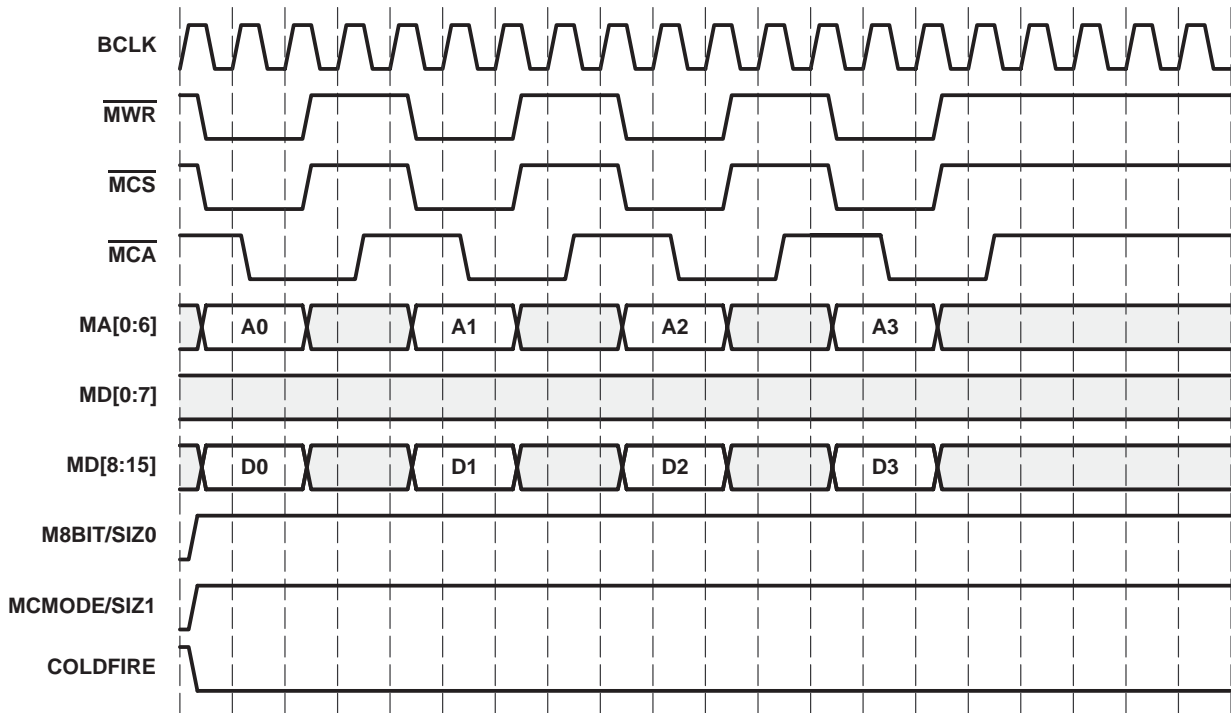 BCLK
MWR
MCS
MCA
MA[0:6] A0 A1 A2 A3
MD[0:7]
MD[8:15] D0 D1 D2 D3
M8BIT/SIZ0
MCMODE/SIZ1
COLDFIRE